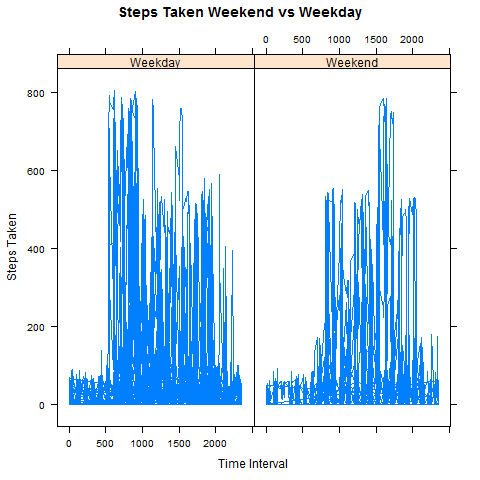 Steps Taken Weekend vs Weekday
0 500 1000 1500 2000
Weekday Weekend
800
600
400
200
0
Steps Taken
0 500 1000 1500 2000
Time Interval